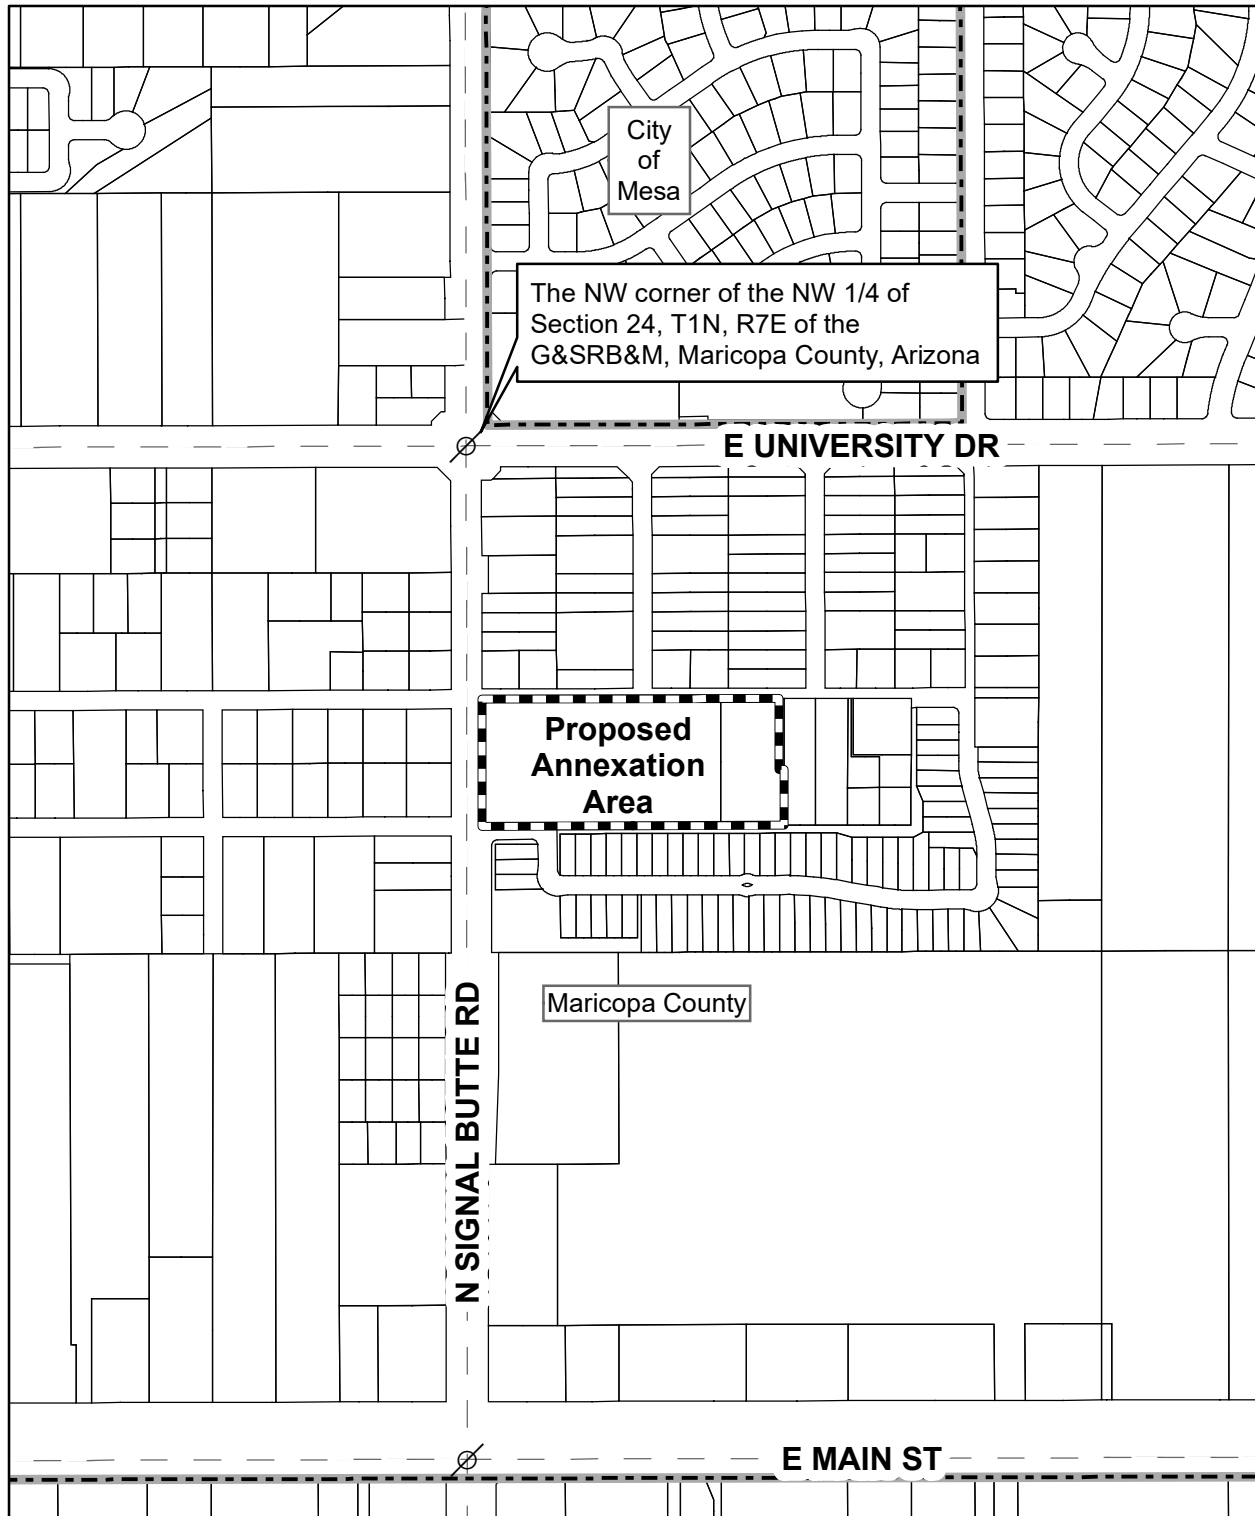 City
of
Mesa
The NW corner of the NW 1/4 of
Section 24, T1N, R7E of the
G&SRB&M, Maricopa County, Arizona
E UNIVERSITY DR
Proposed
Annexation
Area
Maricopa County
N SIGNAL BUTTE RD
E MAIN ST